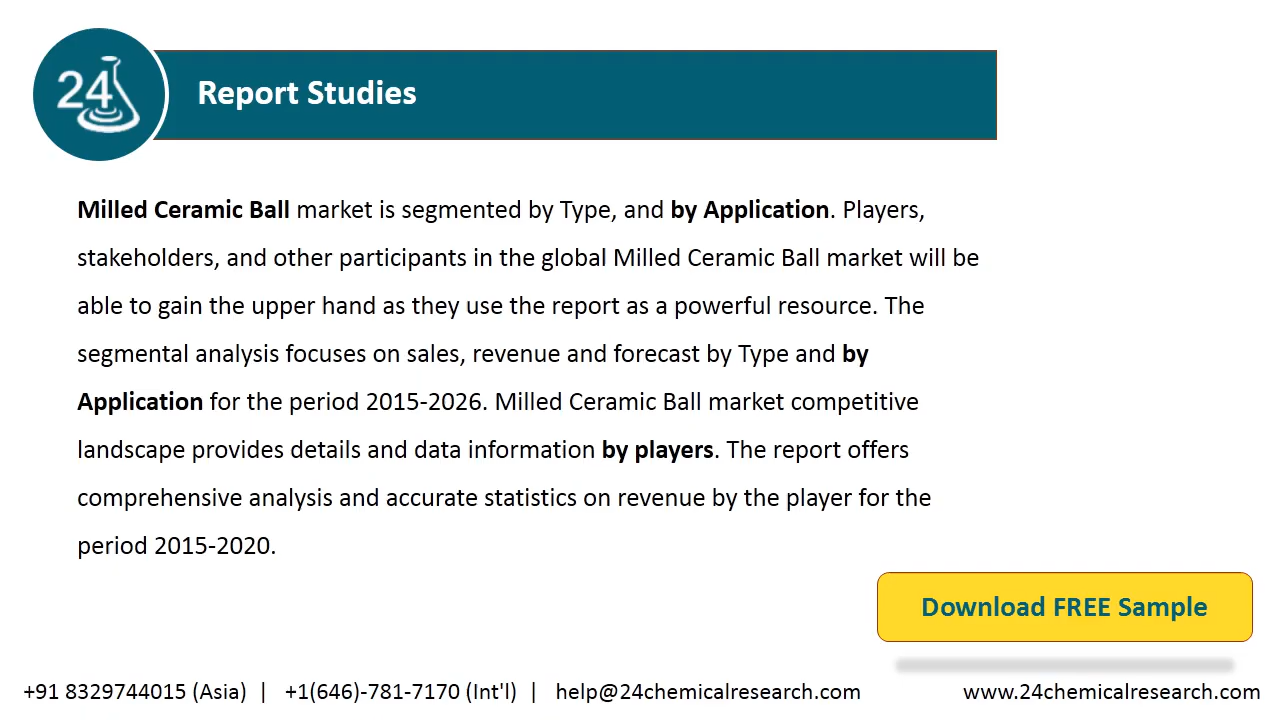 24
Report Studies
Milled Ceramic Ball market is segmented by Type, and by Application. Players,
stakeholders, and other participants in the global Milled Ceramic Ball market will be
able to gain the upper hand as they use the report as a powerful resource. The
segmental analysis focuses on sales, revenue and forecast by Type and by
Application for the period 2015-2026. Milled Ceramic Ball market competitive
landscape provides details and data information by players. The report offers
comprehensive analysis and accurate statistics on revenue by the player for the
period 2015-2020.
Download FREE Sample
+91 8329744015 (Asia) | +1(646)-781-7170 (Int'l) | help@24chemicalresearch.com www.24chemicalresearch.com